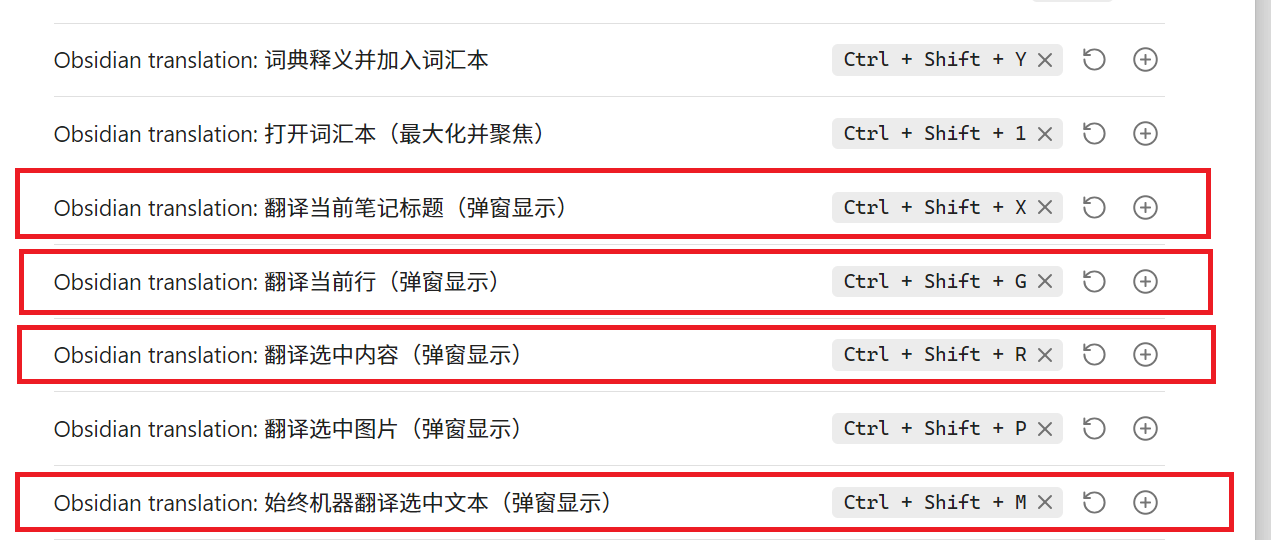 Obsidian translation: 词典释义并加入词汇本 Ctrl + Shift + Y
Obsidian translation: 打开词汇本（最大化并聚焦） Ctrl + Shift + 1
Obsidian translation: 翻译当前笔记标题（弹窗显示） Ctrl + Shift + X
Obsidian translation: 翻译当前行（弹窗显示） Ctrl + Shift + G
Obsidian translation: 翻译选中内容（弹窗显示） Ctrl + Shift + R
Obsidian translation: 翻译选中图片（弹窗显示） Ctrl + Shift + P
Obsidian translation: 始终机器翻译选中文本（弹窗显示） Ctrl + Shift + M